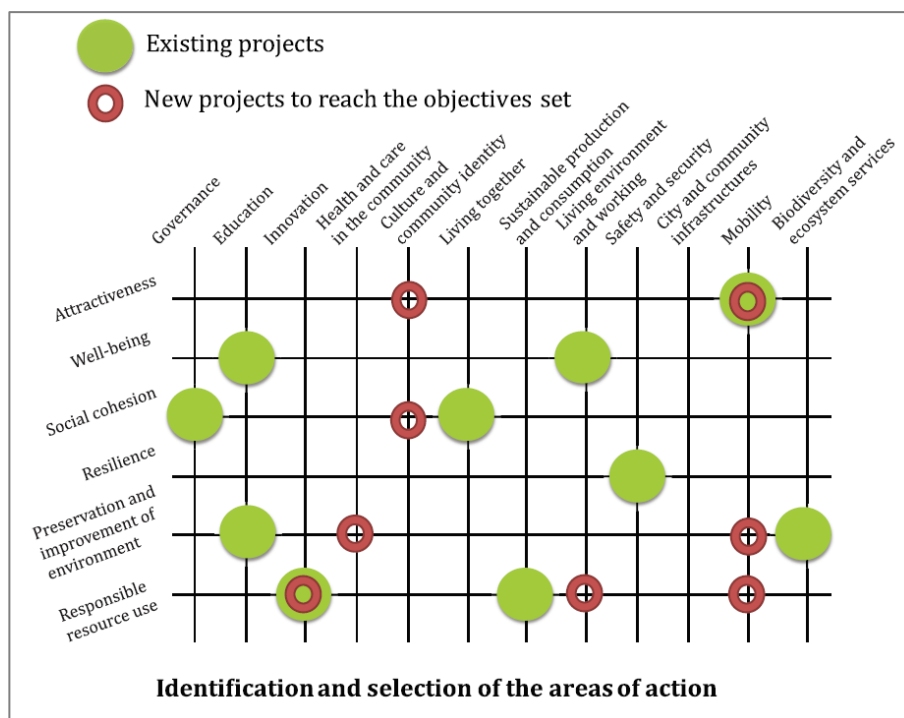 Existing projects
New projects to reach the objectives set
Governance
Education
Innovation
Health and care
in the community
Culture and
community identity
Living together
Sustainable production
and consumption
Living environment
and working
Safety and security
City and community
infrastructures
Mobility
Biodiversity and
ecosystem services
Attractiveness
Well-being
Social cohesion
Resilience
Preservation and
improvement of
environment
Responsible
resource use
Identification and selection of the areas of action